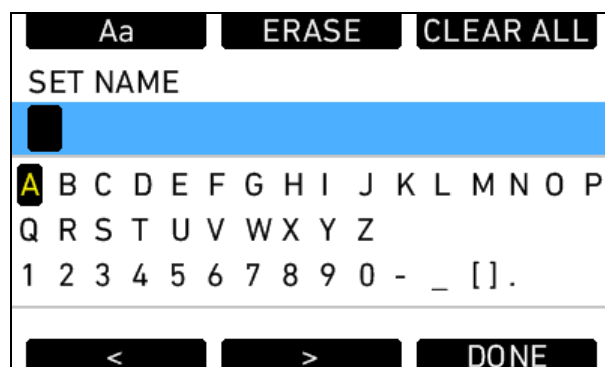 Aa ERASE CLEAR ALL
SET NAME
A B C D E F G H I J K L M N O P
Q R S T U V W X Y Z
1 2 3 4 5 6 7 8 9 0 - _ [ ] .
< > DONE